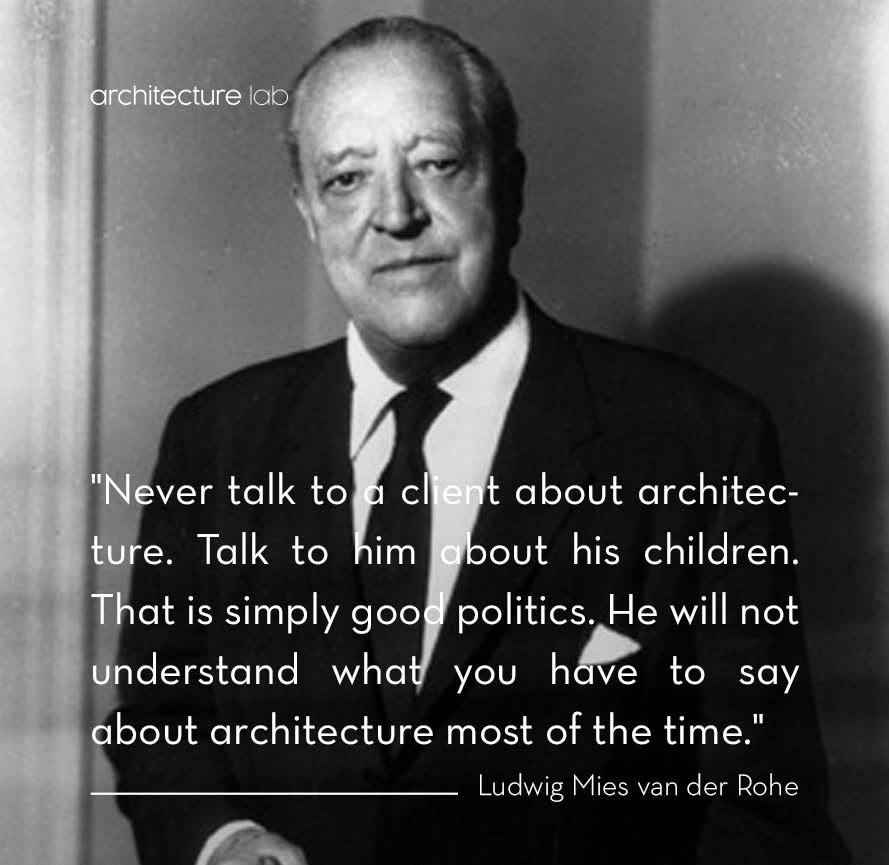 architecture lab
"Never talk to a client about architec-
ture. Talk to him about his children.
That is simply good politics. He will not
understand what you have to say
about architecture most of the time."
Ludwig Mies van der Rohe